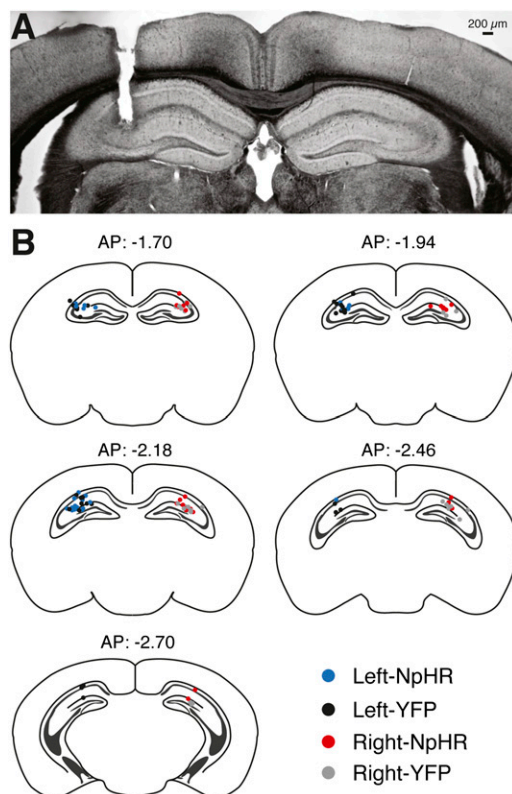 A
200 µm
B
AP: -1.70
AP: -1.94
AP: -2.18
AP: -2.46
AP: -2.70
Left-NpHR
Left-YFP
Right-NpHR
Right-YFP